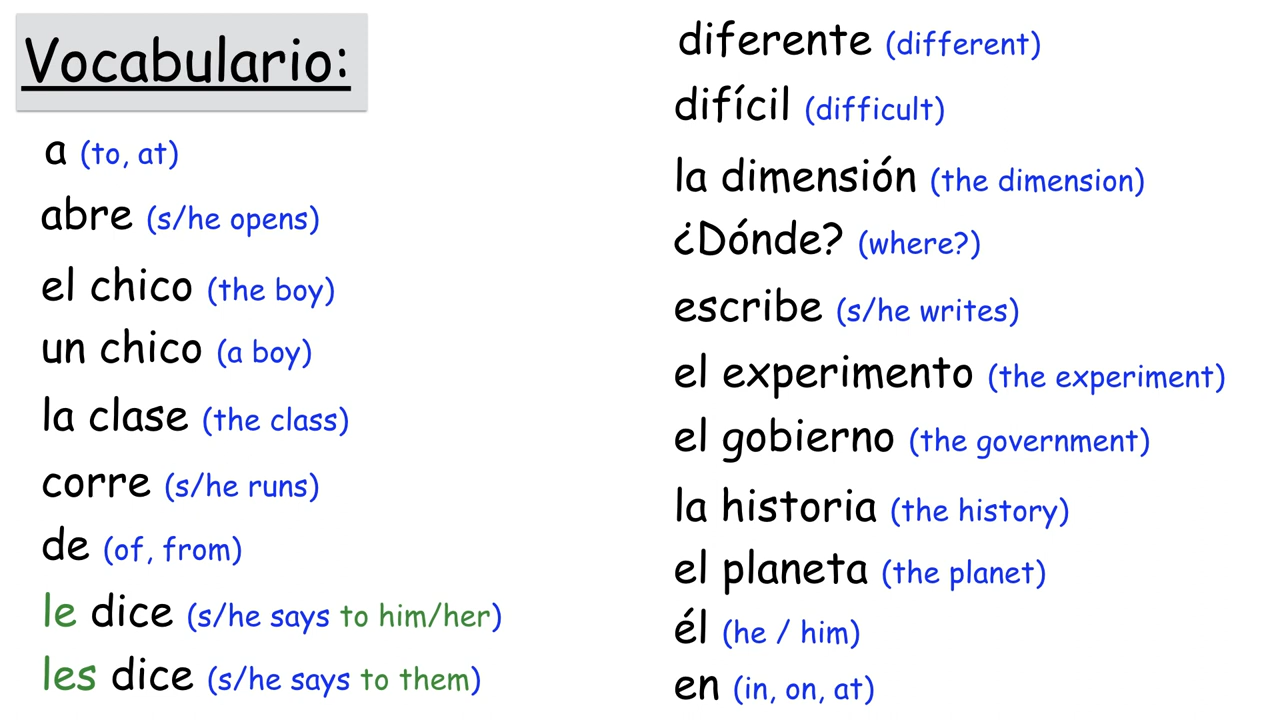 Vocabulario:
a (to, at)
abre (s/he opens)
el chico (the boy)
un chico (a boy)
la clase (the class)
corre (s/he runs)
de (of, from)
le dice (s/he says to him/her)
les dice (s/he says to them)
diferente (different)
difícil (difficult)
la dimensión (the dimension)
¿Dónde? (where?)
escribe (s/he writes)
el experimento (the experiment)
el gobierno (the government)
la historia (the history)
el planeta (the planet)
él (he / him)
en (in, on, at)